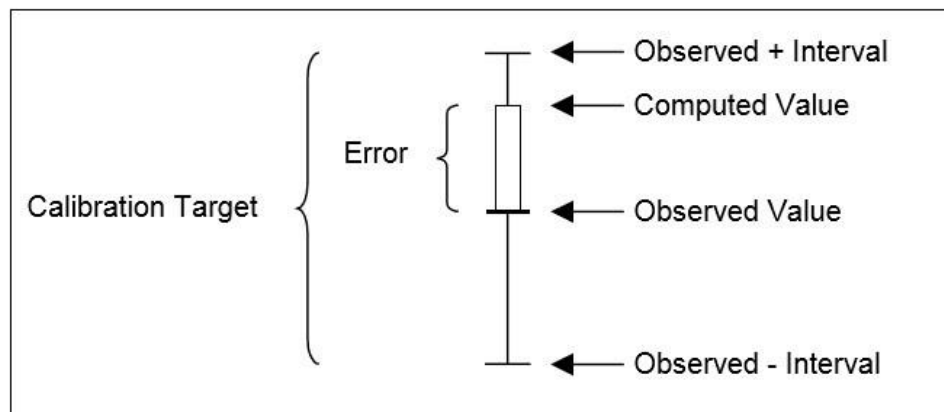 Observed + Interval
Computed Value
Error
Calibration Target
Observed Value
Observed - Interval